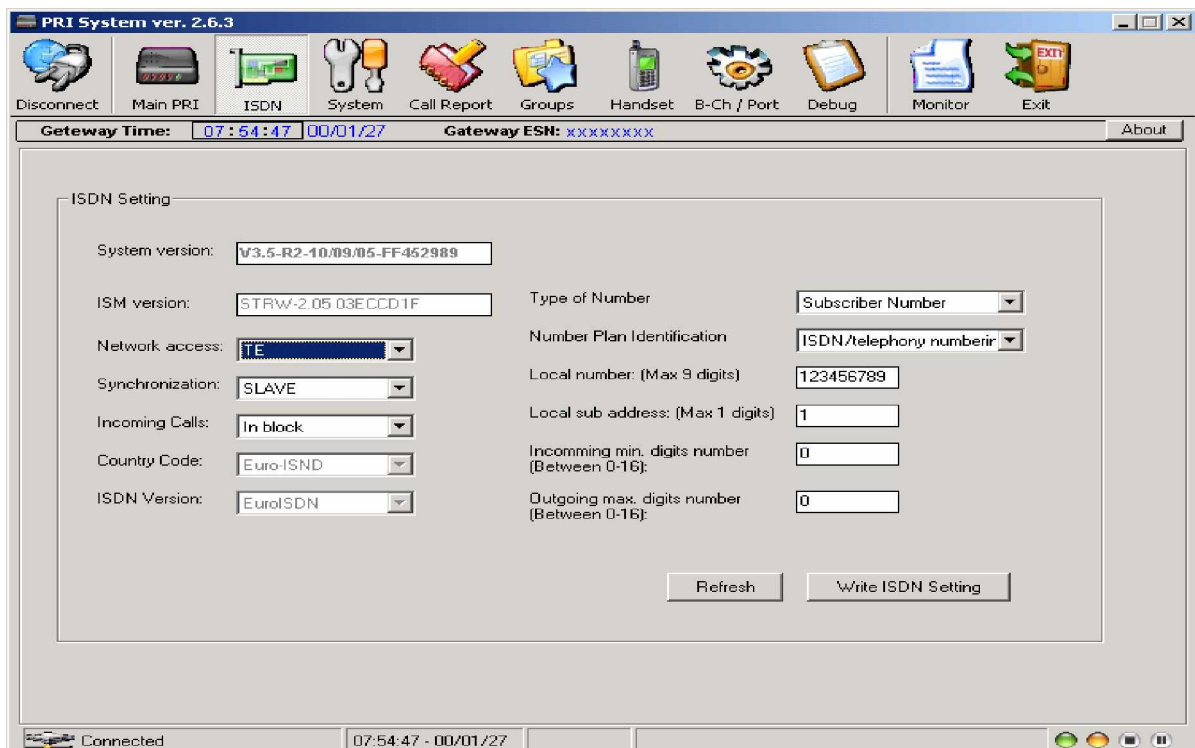 PRI System ver. 2.6.3
Disconnect Main PRI ISDN System Call Report Groups Handset B-Ch / Port Debug Monitor EXIT Exit
Geteway Time: 07:54:47 00/01/27 Gateway ESN: xxxxxxxx About
ISDN Setting
System version: V3.5-R2-10/09/05-FF452989
ISM version: STRW-2.05 03ECCD1F
Network access: TE
Synchronization: SLAVE
Incoming Calls: In block
Country Code: Euro-ISND
ISDN Version: EuroISDN
Type of Number Subscriber Number
Number Plan Identification ISDN/telephony numberin
Local number: (Max 9 digits) 123456789
Local sub address: (Max 1 digits) 1
Incomming min. digits number
(Between 0-16): 0
Outgoing max. digits number
(Between 0-16): 0
Refresh Write ISDN Setting
Connected 07:54:47 - 00/01/27